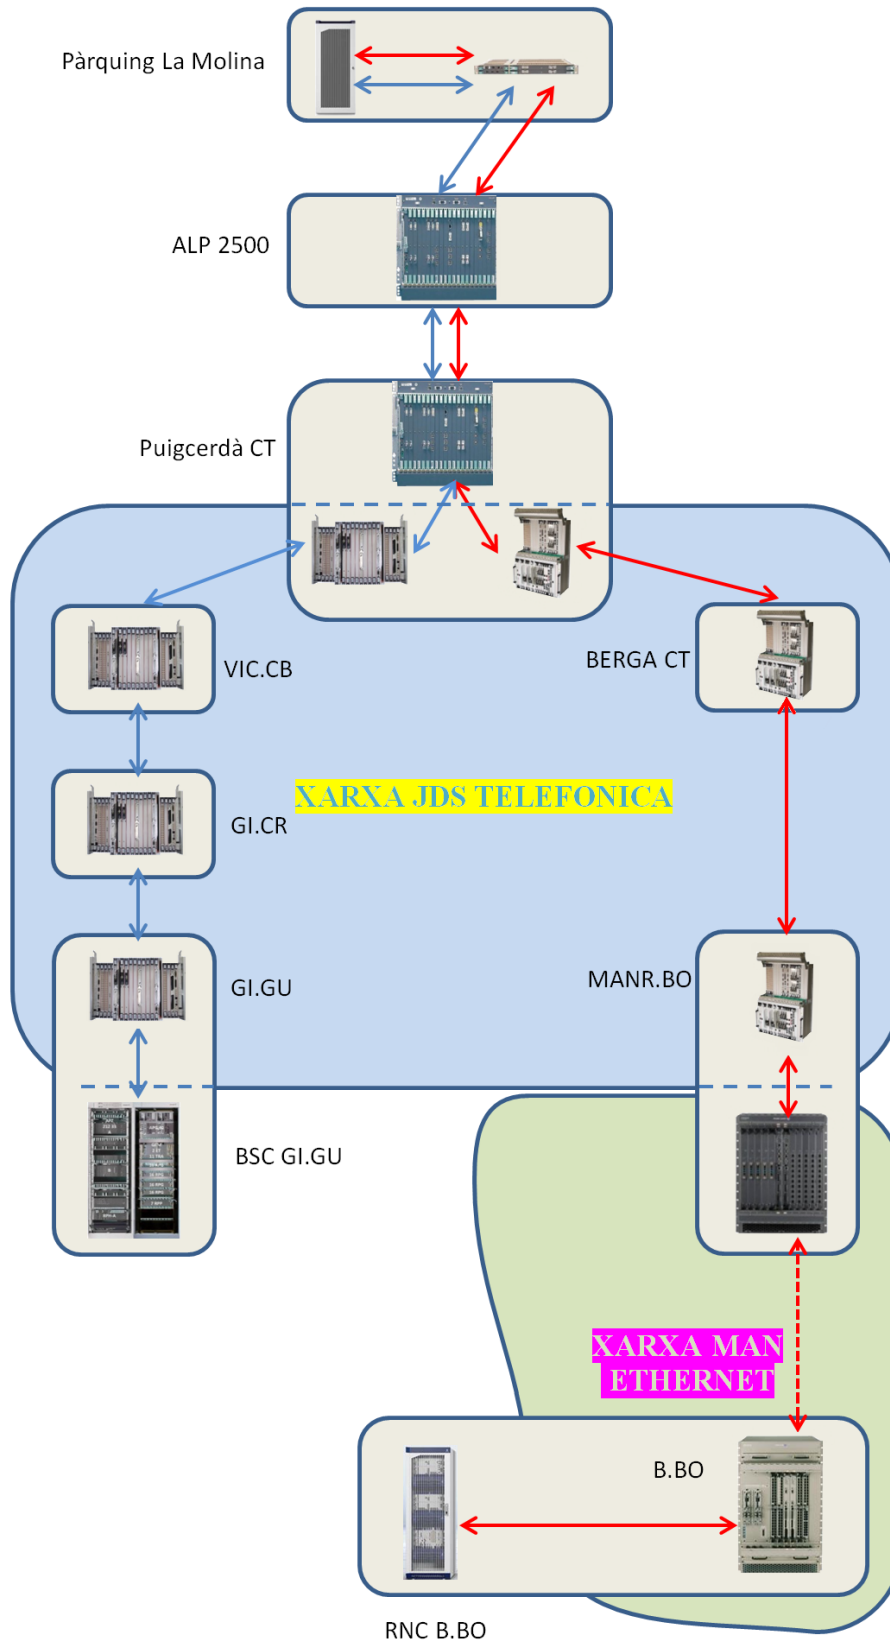 Pàrquing La Molina
ALP 2500
Puigcerdà CT
VIC.CB
BERGA CT
XARXA JDS TELEFONICA
GI.CR
GI.GU
MANR.BO
BSC GI.GU
XARXA MAN
ETHERNET
B.BO
RNC B.BO